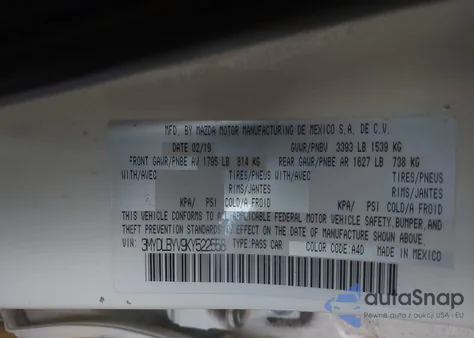 MFD. BY MAZDA MOTOR MANUFACTURING DE MEXICO S.A. DE C.V.
DATE 02/19 GVWR/PNBV 3393 LB 1539 KG
FRONT GAWR/PNBE AV 1795 LB 814 KG REAR GAWR/PNBE AR 1627 LB 738 KG
WITH/AVEC TIRES/PNEUS WITH/AVEC TIRES/PNEUS
RIMS/JANTES RIMS/JANTES
KPA/ PSI COLD/A FROID KPA/ PSI COLD/A FROID
THIS VEHICLE CONFORMS TO ALL APPLICABLE FEDERAL MOTOR VEHICLE SAFETY, BUMPER, AND
THEFT PREVENTION STANDARDS IN EFFECT ON THE DATE OF MANUFACTURE SHOWN ABOVE.
VIN: 3MYDLBYV9KY522558 TYPE: PASS CAR COLOR CODE: A4D MADE IN MEXICO
autoSnap
Pewne auta z aukcji USA - EU